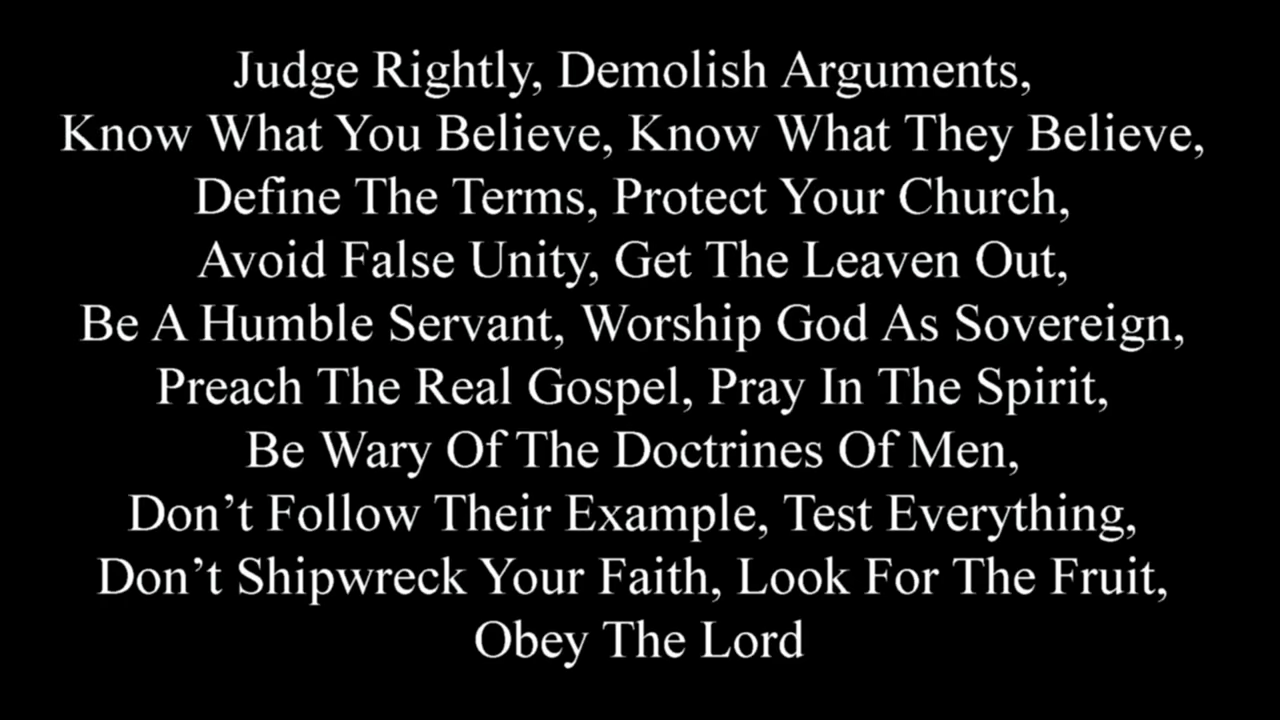 Judge Rightly, Demolish Arguments,
Know What You Believe, Know What They Believe,
Define The Terms, Protect Your Church,
Avoid False Unity, Get The Leaven Out,
Be A Humble Servant, Worship God As Sovereign,
Preach The Real Gospel, Pray In The Spirit,
Be Wary Of The Doctrines Of Men,
Don’t Follow Their Example, Test Everything,
Don’t Shipwreck Your Faith, Look For The Fruit,
Obey The Lord